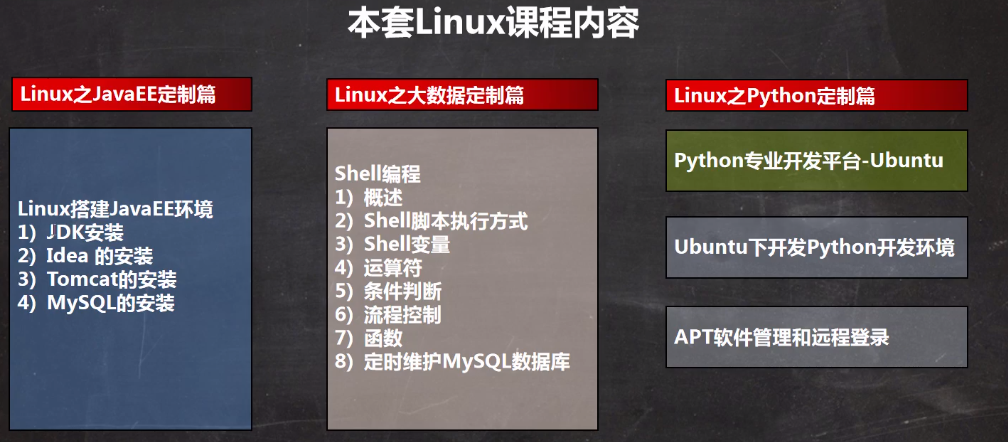 本套Linux课程内容
Linux之JavaEE定制篇
Linux搭建JavaEE环境
1) JDK安装
2) Idea 的安装
3) Tomcat的安装
4) MySQL的安装
Linux之大数据定制篇
Shell编程
1) 概述
2) Shell脚本执行方式
3) Shell变量
4) 运算符
5) 条件判断
6) 流程控制
7) 函数
8) 定时维护MySQL数据库
Linux之Python定制篇
Python专业开发平台-Ubuntu
Ubuntu下开发Python开发环境
APT软件管理和远程登录